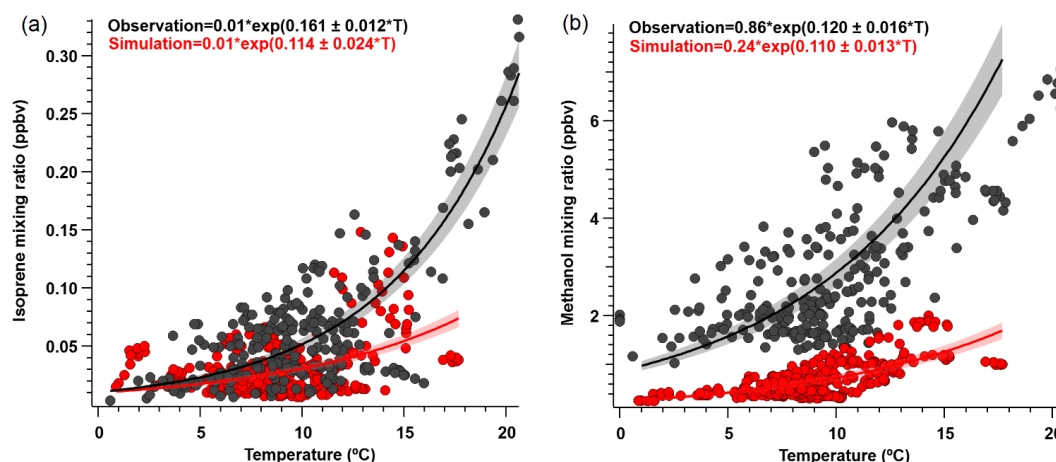 (a)
Observation=0.01*exp(0.161 ± 0.012*T)
Simulation=0.01*exp(0.114 ± 0.024*T)
0.30
0.25
0.20
0.15
0.10
0.05
Isoprene mixing ratio (ppbv)
0 5 10 15 20
Temperature (ºC)
(b)
Observation=0.86*exp(0.120 ± 0.016*T)
Simulation=0.24*exp(0.110 ± 0.013*T)
6
4
2
Methanol mixing ratio (ppbv)
0 5 10 15 20
Temperature (ºC)